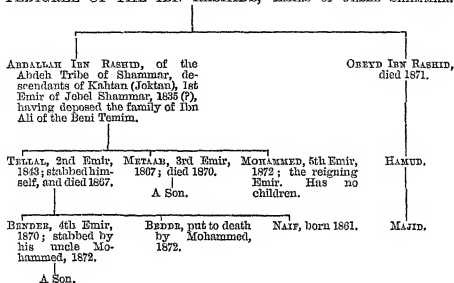 PEDIGREE OF THE IBN RASHIDS, EMIRS OF JEBEL SHAMMAR.
ABDALLAH IBN RASHID, of the
Abdeh Tribe of Shammar, de-
scendants of Kahtan (Joktan), 1st
Emir of Jebel Shammar, 1835 (?),
having deposed the family of Ibn
Ali of the Beni Temim.
OBEYD IBN RASHID,
died 1871.
TELLAL, 2nd Emir,
1843; stabbed him-
self, and died 1867.
METAAB, 3rd Emir,
1867; died 1870.
A Son.
MOHAMMED, 5th Emir,
1872; the reigning
Emir. Has no
children.
HAMUD.
BENDER, 4th Emir,
1870; stabbed by
his uncle Mo-
hammed, 1872.
A Son.
BEDDR, put to death
by Mohammed,
1872.
NAIF, born 1861.
MAJID.